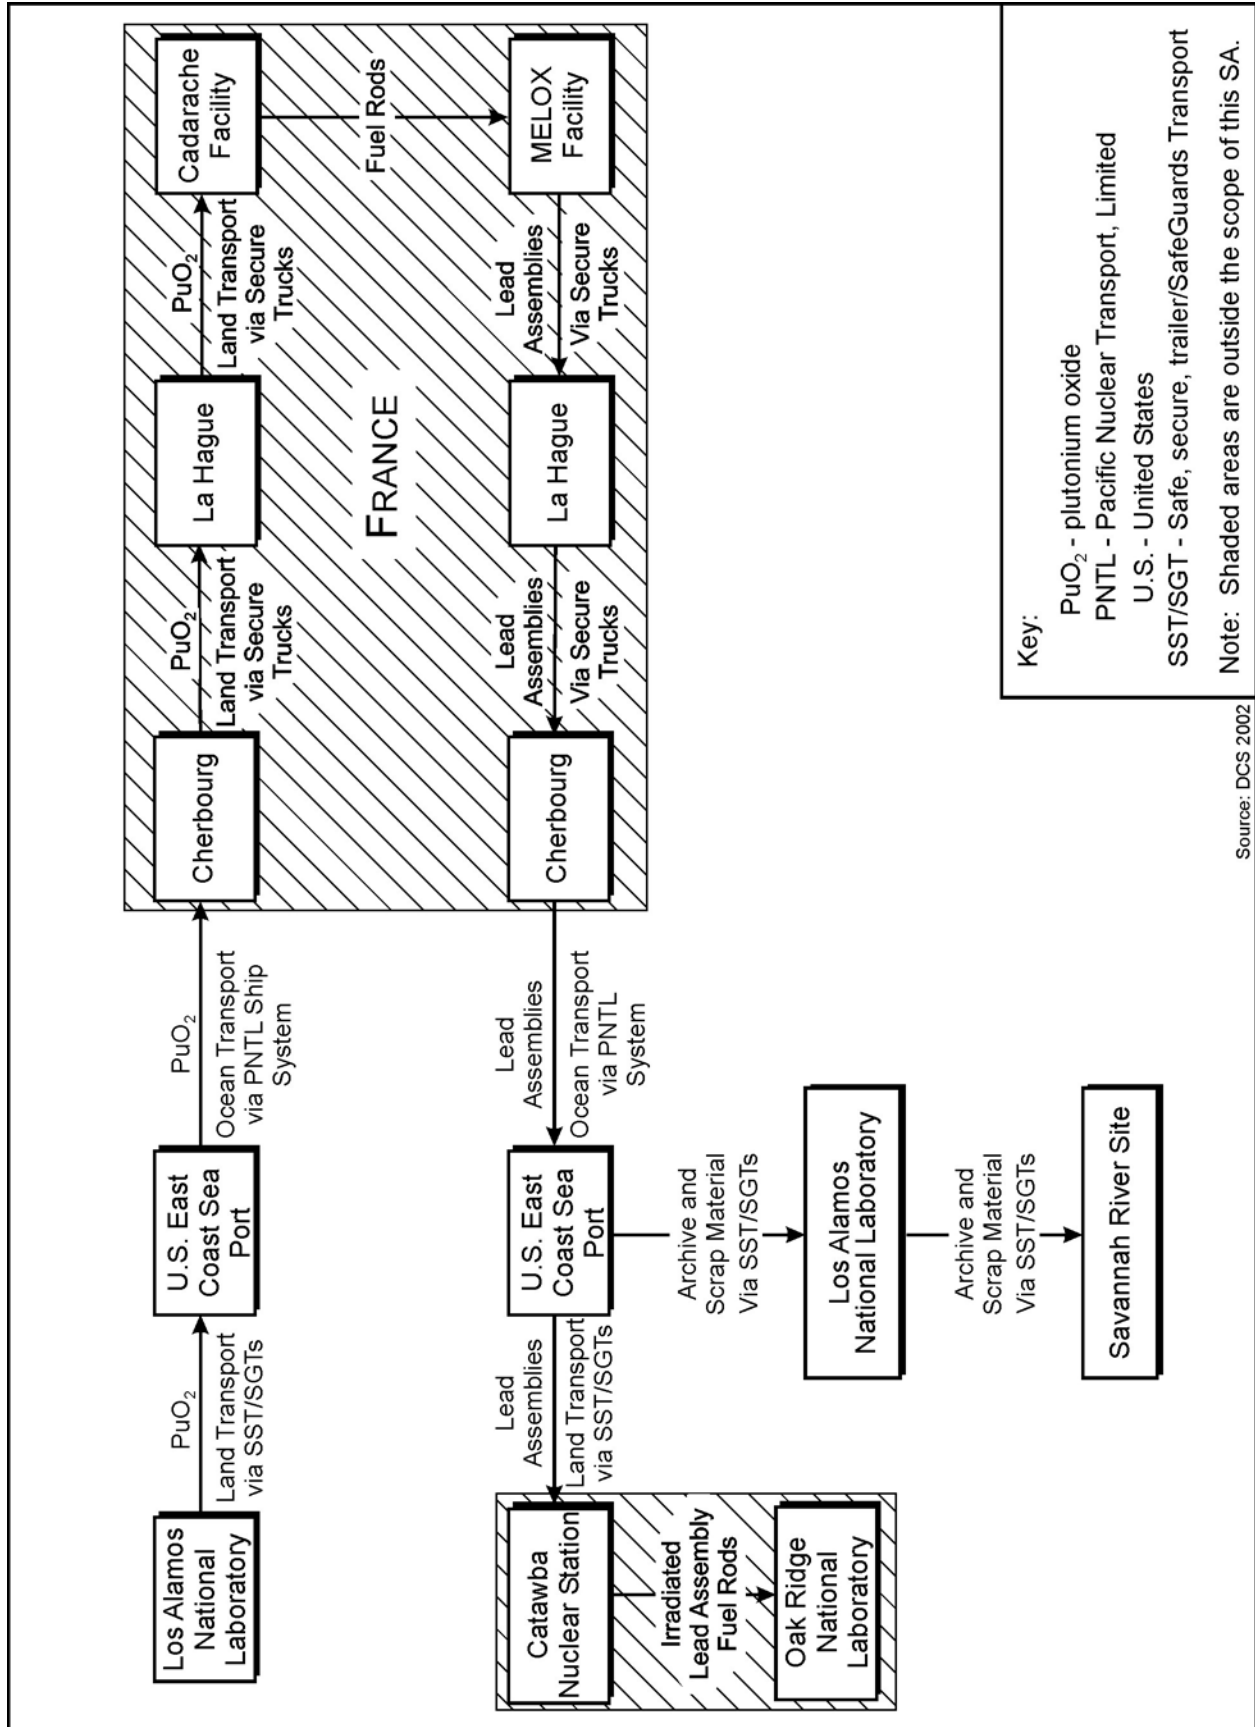 Los Alamos
National
Laboratory
PuO₂
Land Transport
via SST/SGTs
U.S. East
Coast Sea
Port
PuO₂
Ocean Transport
via PNTL Ship
System
Cherbourg
PuO₂
Land Transport
via Secure
Trucks
La Hague
PuO₂
Land Transport
via Secure
Trucks
Cadarache
Facility
Fuel Rods
FRANCE
MELOX
Facility
Lead
Assemblies
Via Secure
Trucks
La Hague
Lead
Assemblies
Via Secure
Trucks
Cherbourg
Lead
Assemblies
Ocean Transport
via PNTL
System
U.S. East
Coast Sea
Port
Lead
Assemblies
Land Transport
via SST/SGTs
Catawba
Nuclear Station
Irradiated
Lead Assembly
Fuel Rods
Oak Ridge
National
Laboratory
Archive and
Scrap Material
Via SST/SGTs
Los Alamos
National Laboratory
Archive and
Scrap Material
Via SST/SGTs
Savannah River Site
Key:
PuO₂ - plutonium oxide
PNTL - Pacific Nuclear Transport, Limited
U.S. - United States
SST/SGT - Safe, secure, trailer/SafeGuards Transport
Note: Shaded areas are outside the scope of this SA.
Source: DCS 2002